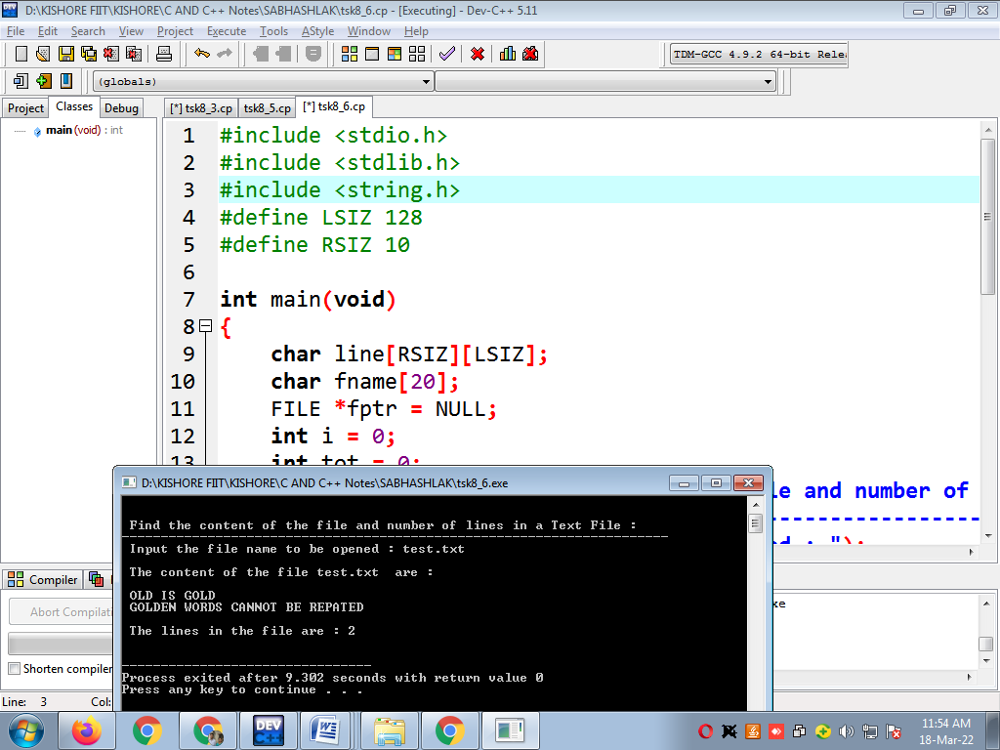 D:\KISHORE FIIT\KISHORE\C AND C++ Notes\SABHASHLAK\tsk8_6.cp - [Executing] - Dev-C++ 5.11
File Edit Search View Project Execute Tools AStyle Window Help
TDM-GCC 4.9.2 64-bit Rele
(globals)
Project Classes Debug
[*] tsk8_3.cp tsk8_5.cp [*] tsk8_6.cp
main (void) : int
1 #include <stdio.h>
2 #include <stdlib.h>
3 #include <string.h>
4 #define LSIZ 128
5 #define RSIZ 10
6
7 int main(void)
8 {
9 char line[RSIZ][LSIZ];
10 char fname[20];
11 FILE *fptr = NULL;
12 int i = 0;
13 int tot = 0;
le and number of
------------------
d : ");
D:\KISHORE FIIT\KISHORE\C AND C++ Notes\SABHASHLAK\tsk8_6.exe
Find the content of the file and number of lines in a Text File :
----------------------------------------------------------------------
Input the file name to be opened : test.txt
The content of the file test.txt  are :
OLD IS GOLD
GOLDEN WORDS CANNOT BE REPATED
The lines in the file are : 2
--------------------------------
Process exited after 9.302 seconds with return value 0
Press any key to continue . . .
Compiler
Abort Compilati
Shorten compiler
xe
Line: 3 Col:
DEV C++
11:54 AM
18-Mar-22